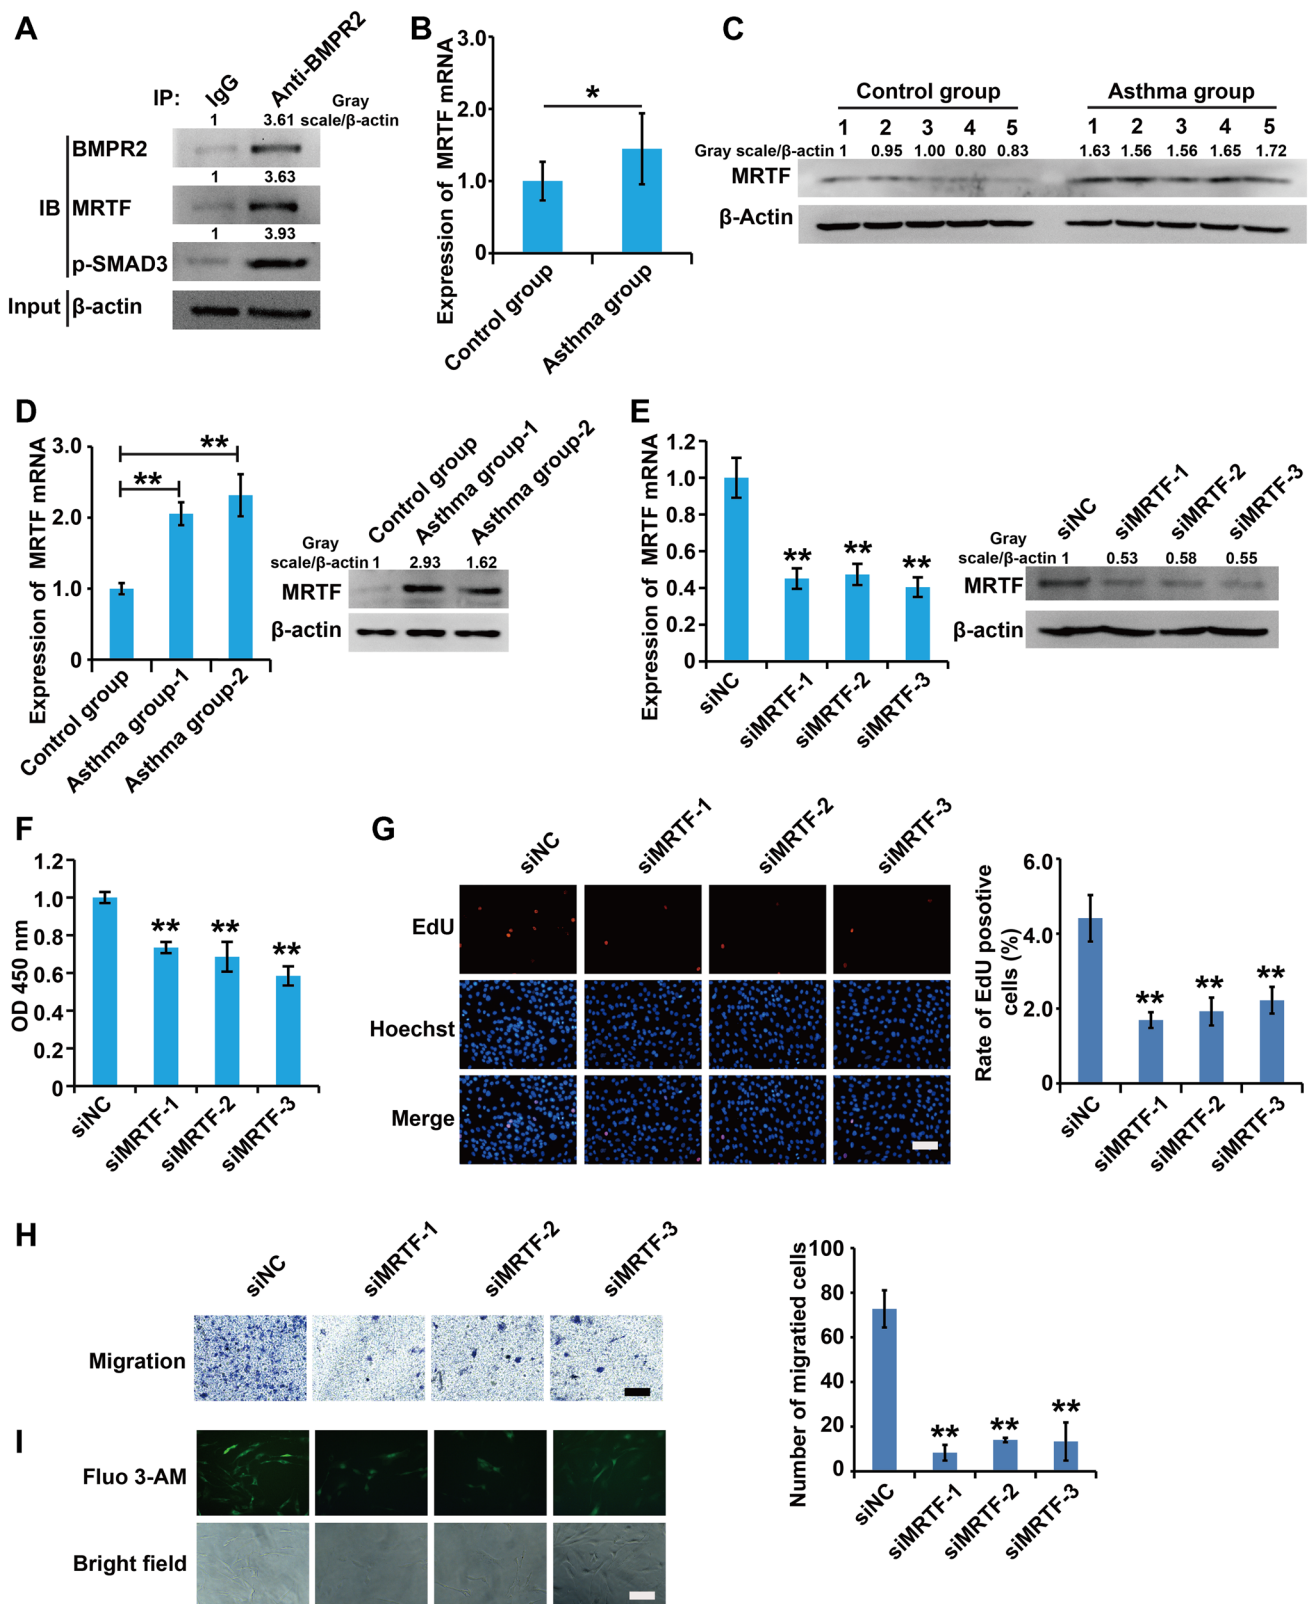 A
IP:
IgG
Anti-BMPR2
Gray
scale/β-actin
1 3.61
BMPR2
1 3.63
IB
MRTF
1 3.93
p-SMAD3
Input
β-actin
B
Expression of MRTF mRNA
3.0
2.0
1.0
0
*
Control group
Asthma group
C
Control group Asthma group
1 2 3 4 5 1 2 3 4 5
Gray scale/β-actin 1 0.95 1.00 0.80 0.83 1.63 1.56 1.56 1.65 1.72
MRTF
β-Actin
D
Expression of MRTF mRNA
3.0
2.0
1.0
0
**
**
Control group
Asthma group-1
Asthma group-2
Control group
Asthma group-1
Asthma group-2
Gray
scale/β-actin 1 2.93 1.62
MRTF
β-actin
E
Expression of MRTF mRNA
1.2
1.0
0.8
0.6
0.4
0.2
0
** ** **
siNC
siMRTF-1
siMRTF-2
siMRTF-3
siNC
siMRTF-1
siMRTF-2
siMRTF-3
Gray
scale/β-actin 1 0.53 0.58 0.55
MRTF
β-actin
F
OD 450 nm
1.2
1.0
0.8
0.6
0.4
0.2
0
** ** **
siNC
siMRTF-1
siMRTF-2
siMRTF-3
G
siNC
siMRTF-1
siMRTF-2
siMRTF-3
EdU
Hoechst
Merge
Rate of EdU posotive
cells (%)
6.0
4.0
2.0
0
** ** **
siNC
siMRTF-1
siMRTF-2
siMRTF-3
H
siNC
siMRTF-1
siMRTF-2
siMRTF-3
Migration
Number of migratied cells
100
80
60
40
20
0
** ** **
siNC
siMRTF-1
siMRTF-2
siMRTF-3
I
Fluo 3-AM
Bright field